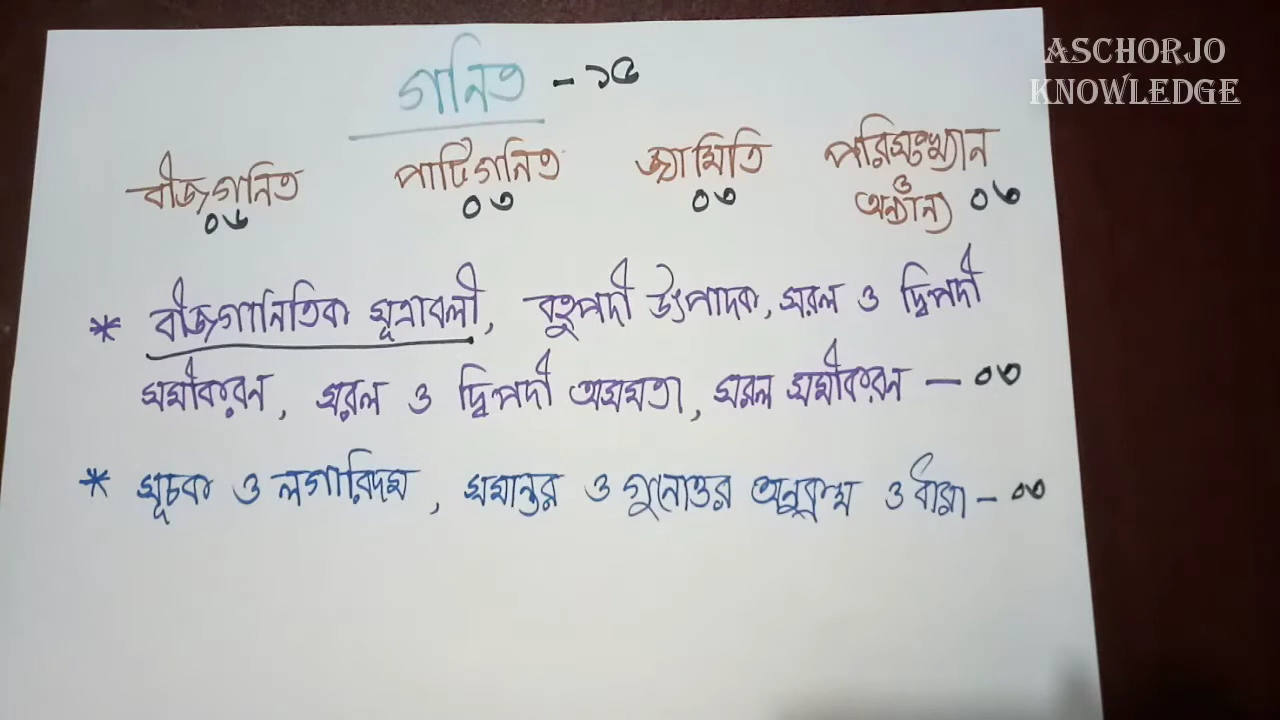 ASCHORJO
KNOWLEDGE
গনিত - ১৫
বীজগনিত পাটিগনিত জ্যামিতি পরিসংখ্যান
ও
০৬ ০৩ ০৩ অন্যান্য ০৩
* বীজগানিতিক সূত্রাবলী, বহুপদী উৎপাদক, সরল ও দ্বিপদী
সমীকরন, সরল ও দ্বিপদী অসমতা, সরল সমীকরন - ০৩
* সূচক ও লগারিদম, সমান্তর ও গুনোত্তর অনুক্রম ও ধারা - ০৩